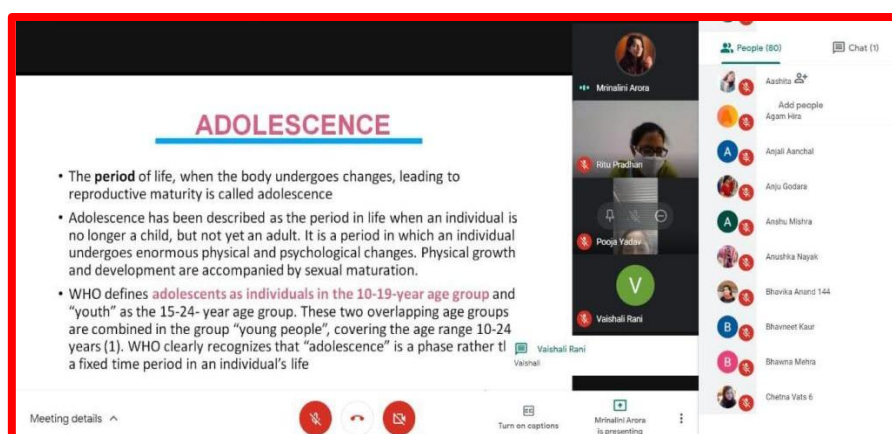 ADOLESCENCE
• The period of life, when the body undergoes changes, leading to
reproductive maturity is called adolescence
• Adolescence has been described as the period in life when an individual is
no longer a child, but not yet an adult. It is a period in which an individual
undergoes enormous physical and psychological changes. Physical growth
and development are accompanied by sexual maturation.
• WHO defines adolescents as individuals in the 10-19-year age group and
“youth” as the 15-24- year age group. These two overlapping age groups
are combined in the group “young people”, covering the age range 10-24
years (1). WHO clearly recognizes that “adolescence” is a phase rather tl
a fixed time period in an individual’s life
Mrinalini Arora
Ritu Pradhan
Pooja Yadav
V
Vaishali Rani
Vaishali Rani
Vaishali
People (80)
Chat (1)
Aashita
Add people
Agam Hira
A
Anjali Aanchal
Anju Godara
A
Anshu Mishra
Anushka Nayak
Bhavika Anand 144
B
Bhavneet Kaur
B
Bhawna Mehra
Chetna Vats 6
Meeting details
CC
Turn on captions
Mrinalini Arora
is presenting